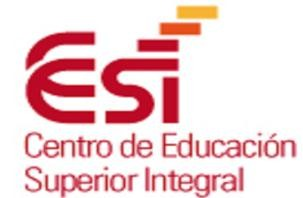 esi
Centro de Educación
Superior Integral